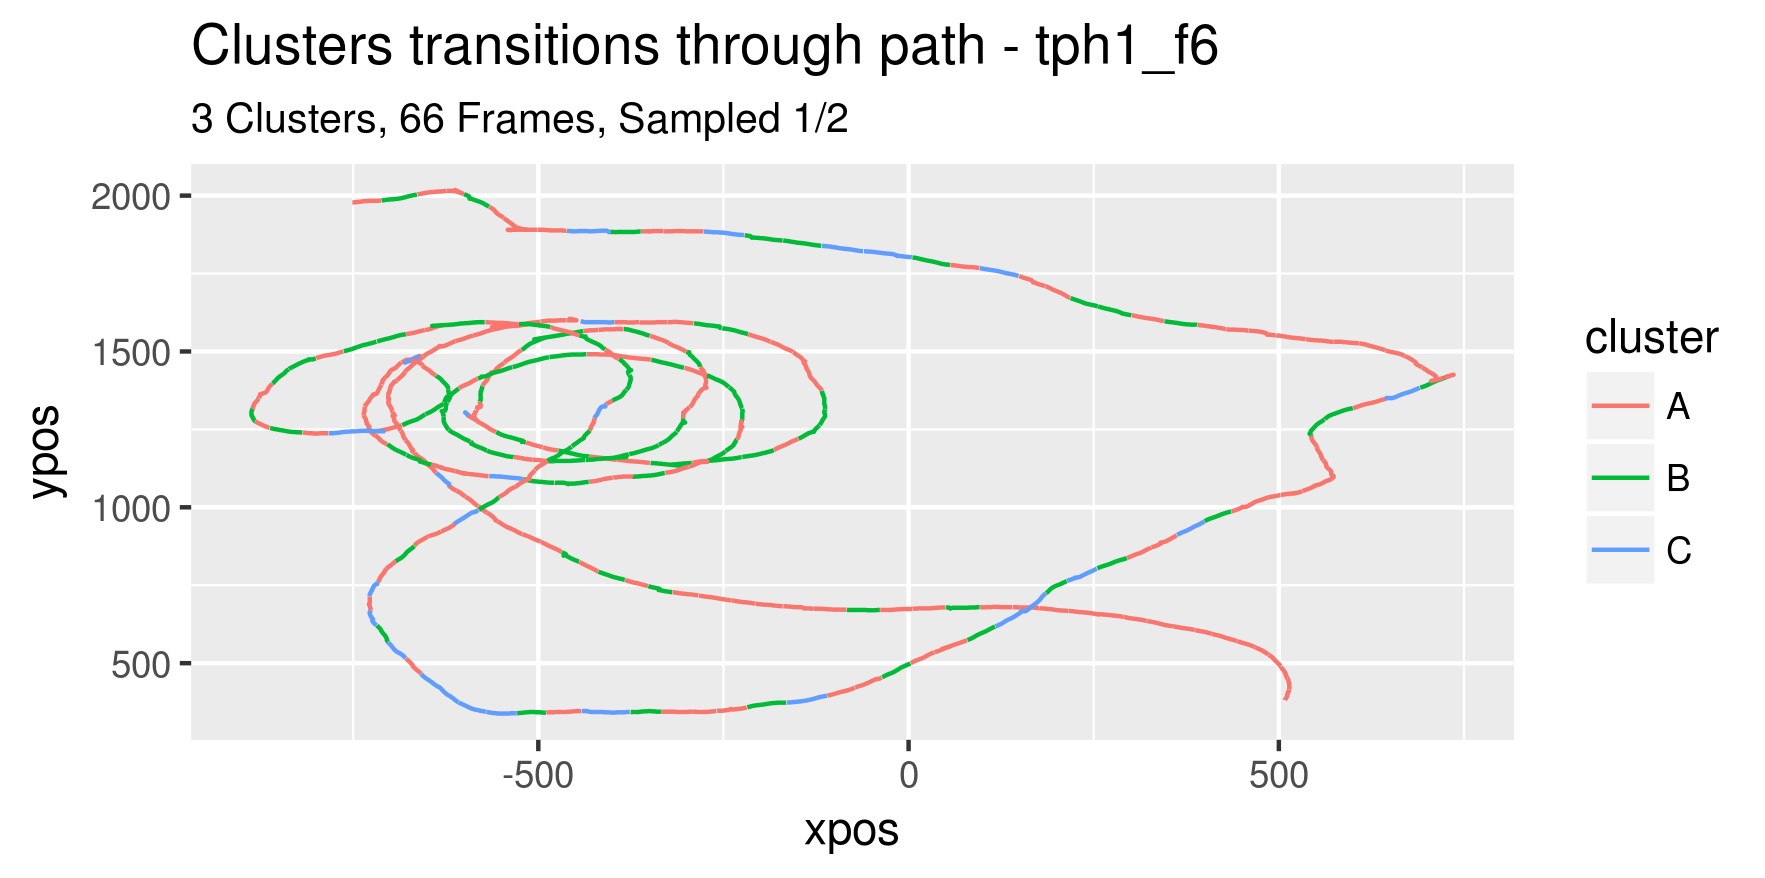 Clusters transitions through path - tph1_f6
3 Clusters, 66 Frames, Sampled 1/2
2000
1500
1000
500
ypos
-500 0 500
xpos
cluster
A
B
C